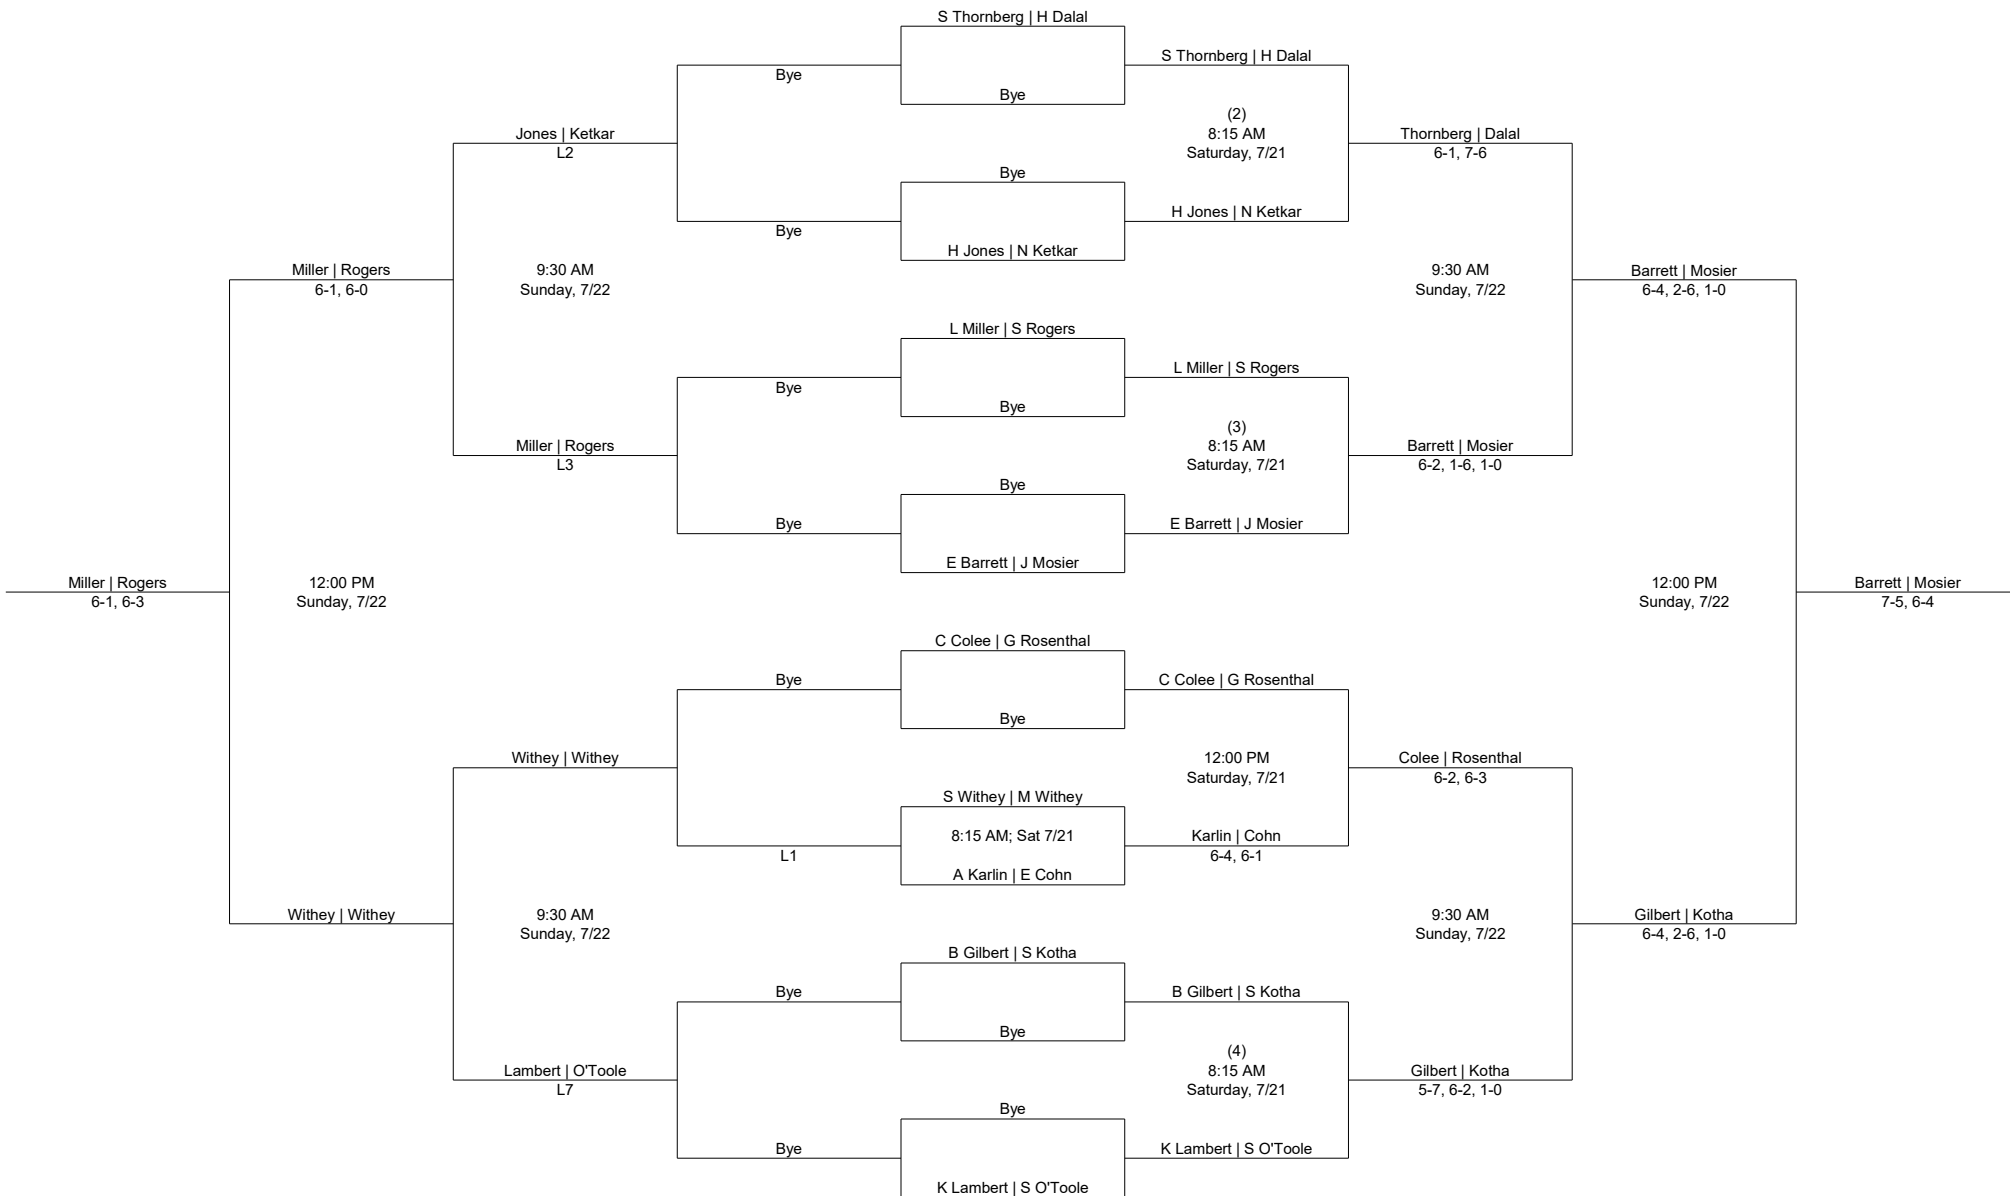 S Thornberg | H Dalal
S Thornberg | H Dalal
Bye
Bye
(2)
Jones | Ketkar
8:15 AM
Thornberg | Dalal
L2
Saturday, 7/21
6-1, 7-6
Bye
H Jones | N Ketkar
Bye
H Jones | N Ketkar
Miller | Rogers
9:30 AM
9:30 AM
Barrett | Mosier
6-1, 6-0
Sunday, 7/22
Sunday, 7/22
6-4, 2-6, 1-0
L Miller | S Rogers
L Miller | S Rogers
Bye
Bye
(3)
Miller | Rogers
8:15 AM
Barrett | Mosier
L3
Saturday, 7/21
6-2, 1-6, 1-0
Bye
Bye
E Barrett | J Mosier
E Barrett | J Mosier
Miller | Rogers
12:00 PM
12:00 PM
Barrett | Mosier
6-1, 6-3
Sunday, 7/22
Sunday, 7/22
7-5, 6-4
C Colee | G Rosenthal
Bye
C Colee | G Rosenthal
Bye
Withey | Withey
12:00 PM
Colee | Rosenthal
Saturday, 7/21
6-2, 6-3
S Withey | M Withey
8:15 AM; Sat 7/21
Karlin | Cohn
L1
6-4, 6-1
A Karlin | E Cohn
Withey | Withey
9:30 AM
9:30 AM
Gilbert | Kotha
Sunday, 7/22
Sunday, 7/22
6-4, 2-6, 1-0
B Gilbert | S Kotha
Bye
B Gilbert | S Kotha
Bye
(4)
Lambert | O'Toole
8:15 AM
Gilbert | Kotha
L7
Saturday, 7/21
5-7, 6-2, 1-0
Bye
Bye
K Lambert | S O'Toole
K Lambert | S O'Toole